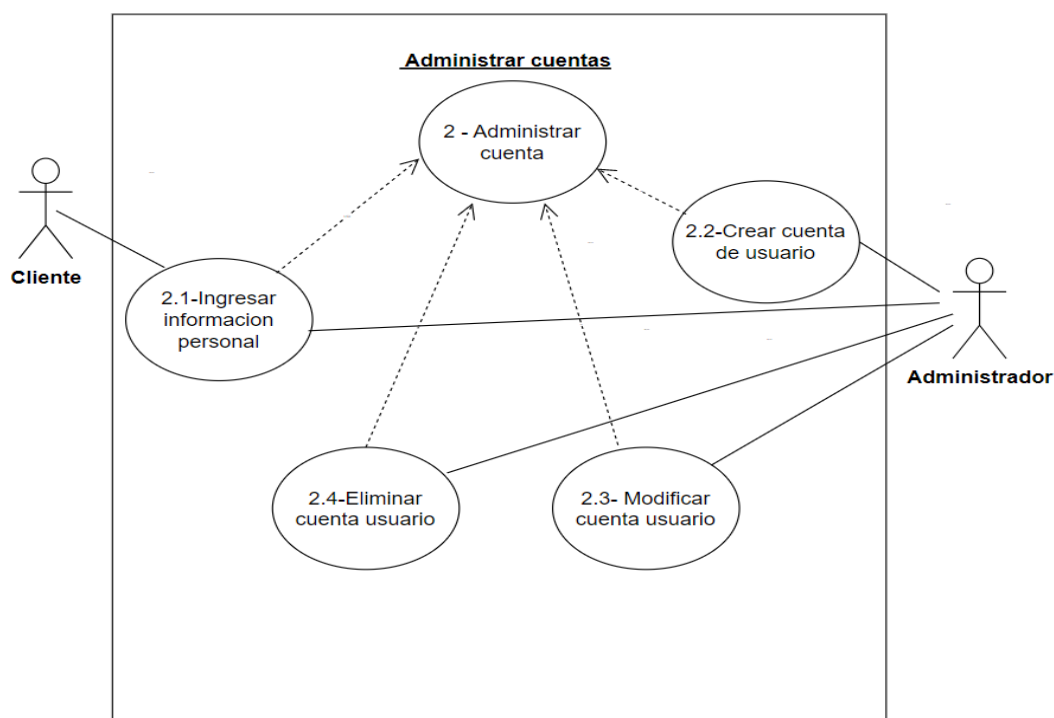 Administrar cuentas
2 - Administrar
cuenta
2.2-Crear cuenta
de usuario
Cliente
2.1-Ingresar
informacion
personal
Administrador
2.4-Eliminar
cuenta usuario
2.3- Modificar
cuenta usuario